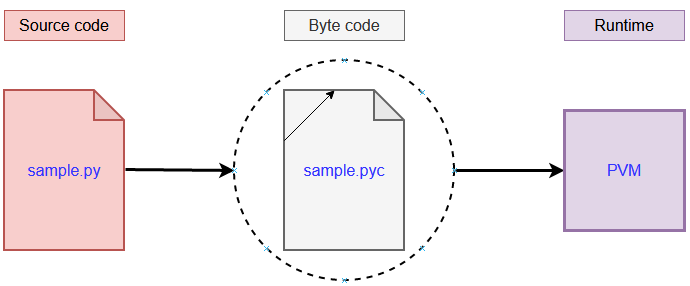 Source code
Byte code
Runtime
sample.py
sample.pyc
PVM